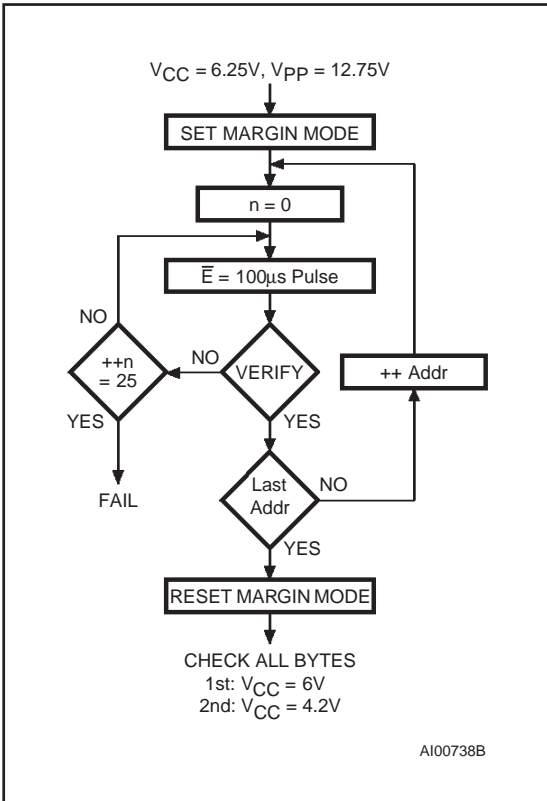 VCC = 6.25V, VPP = 12.75V
SET MARGIN MODE
n = 0
E̅ = 100µs Pulse
NO
++n
= 25
NO
VERIFY
++ Addr
YES
YES
FAIL
Last
Addr
NO
YES
RESET MARGIN MODE
CHECK ALL BYTES
1st: VCC = 6V
2nd: VCC = 4.2V
AI00738B